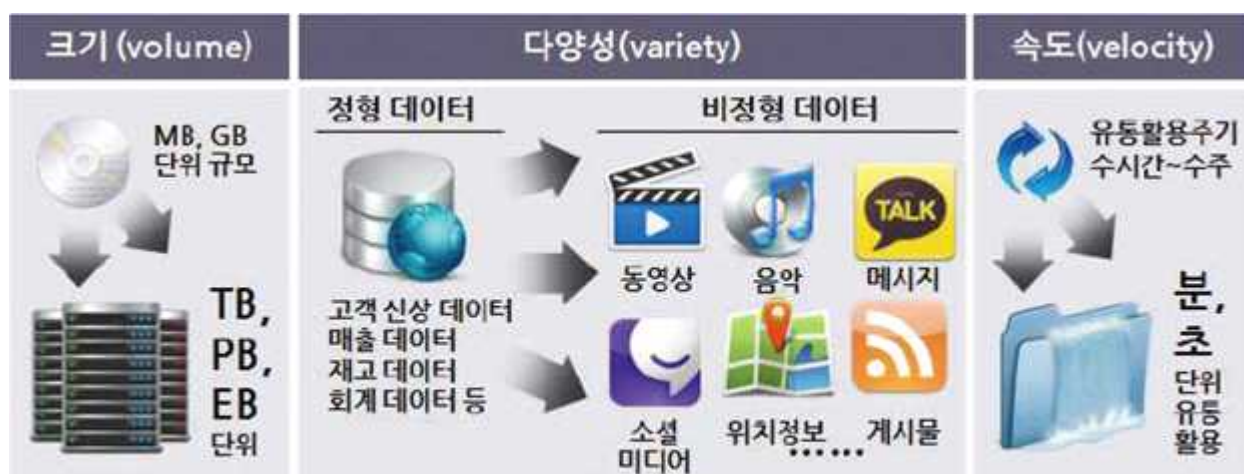 크기 (volume)
MB, GB
단위 규모
TB,
PB,
EB
단위
다양성(variety)
정형 데이터
고객 신상 데이터
매출 데이터
재고 데이터
회계 데이터 등
비정형 데이터
동영상
음악
TALK
메시지
소셜
미디어
위치정보
게시물
......
속도(velocity)
유통활용주기
수시간~수주
분,
초
단위
유통
활용